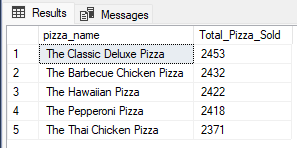 Results Messages
pizza_name Total_Pizza_Sold
1 The Classic Deluxe Pizza 2453
2 The Barbecue Chicken Pizza 2432
3 The Hawaiian Pizza 2422
4 The Pepperoni Pizza 2418
5 The Thai Chicken Pizza 2371